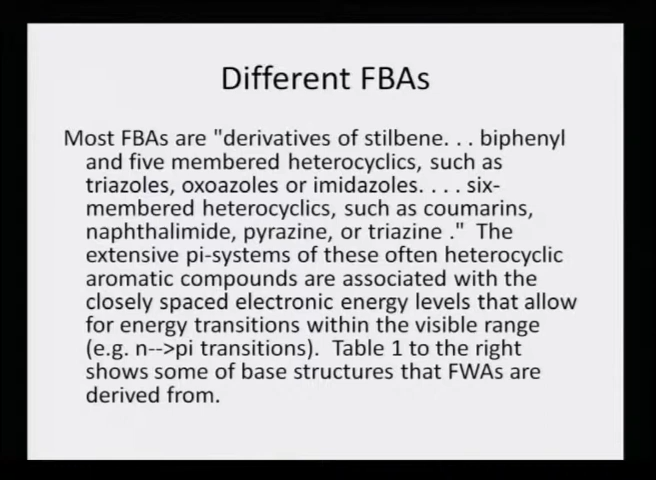 Different FBAs
Most FBAs are "derivatives of stilbene. . . biphenyl
and five membered heterocyclics, such as
triazoles, oxoazoles or imidazoles. . . . six-
membered heterocyclics, such as coumarins,
naphthalimide, pyrazine, or triazine ." The
extensive pi-systems of these often heterocyclic
aromatic compounds are associated with the
closely spaced electronic energy levels that allow
for energy transitions within the visible range
(e.g. n-->pi transitions). Table 1 to the right
shows some of base structures that FWAs are
derived from.